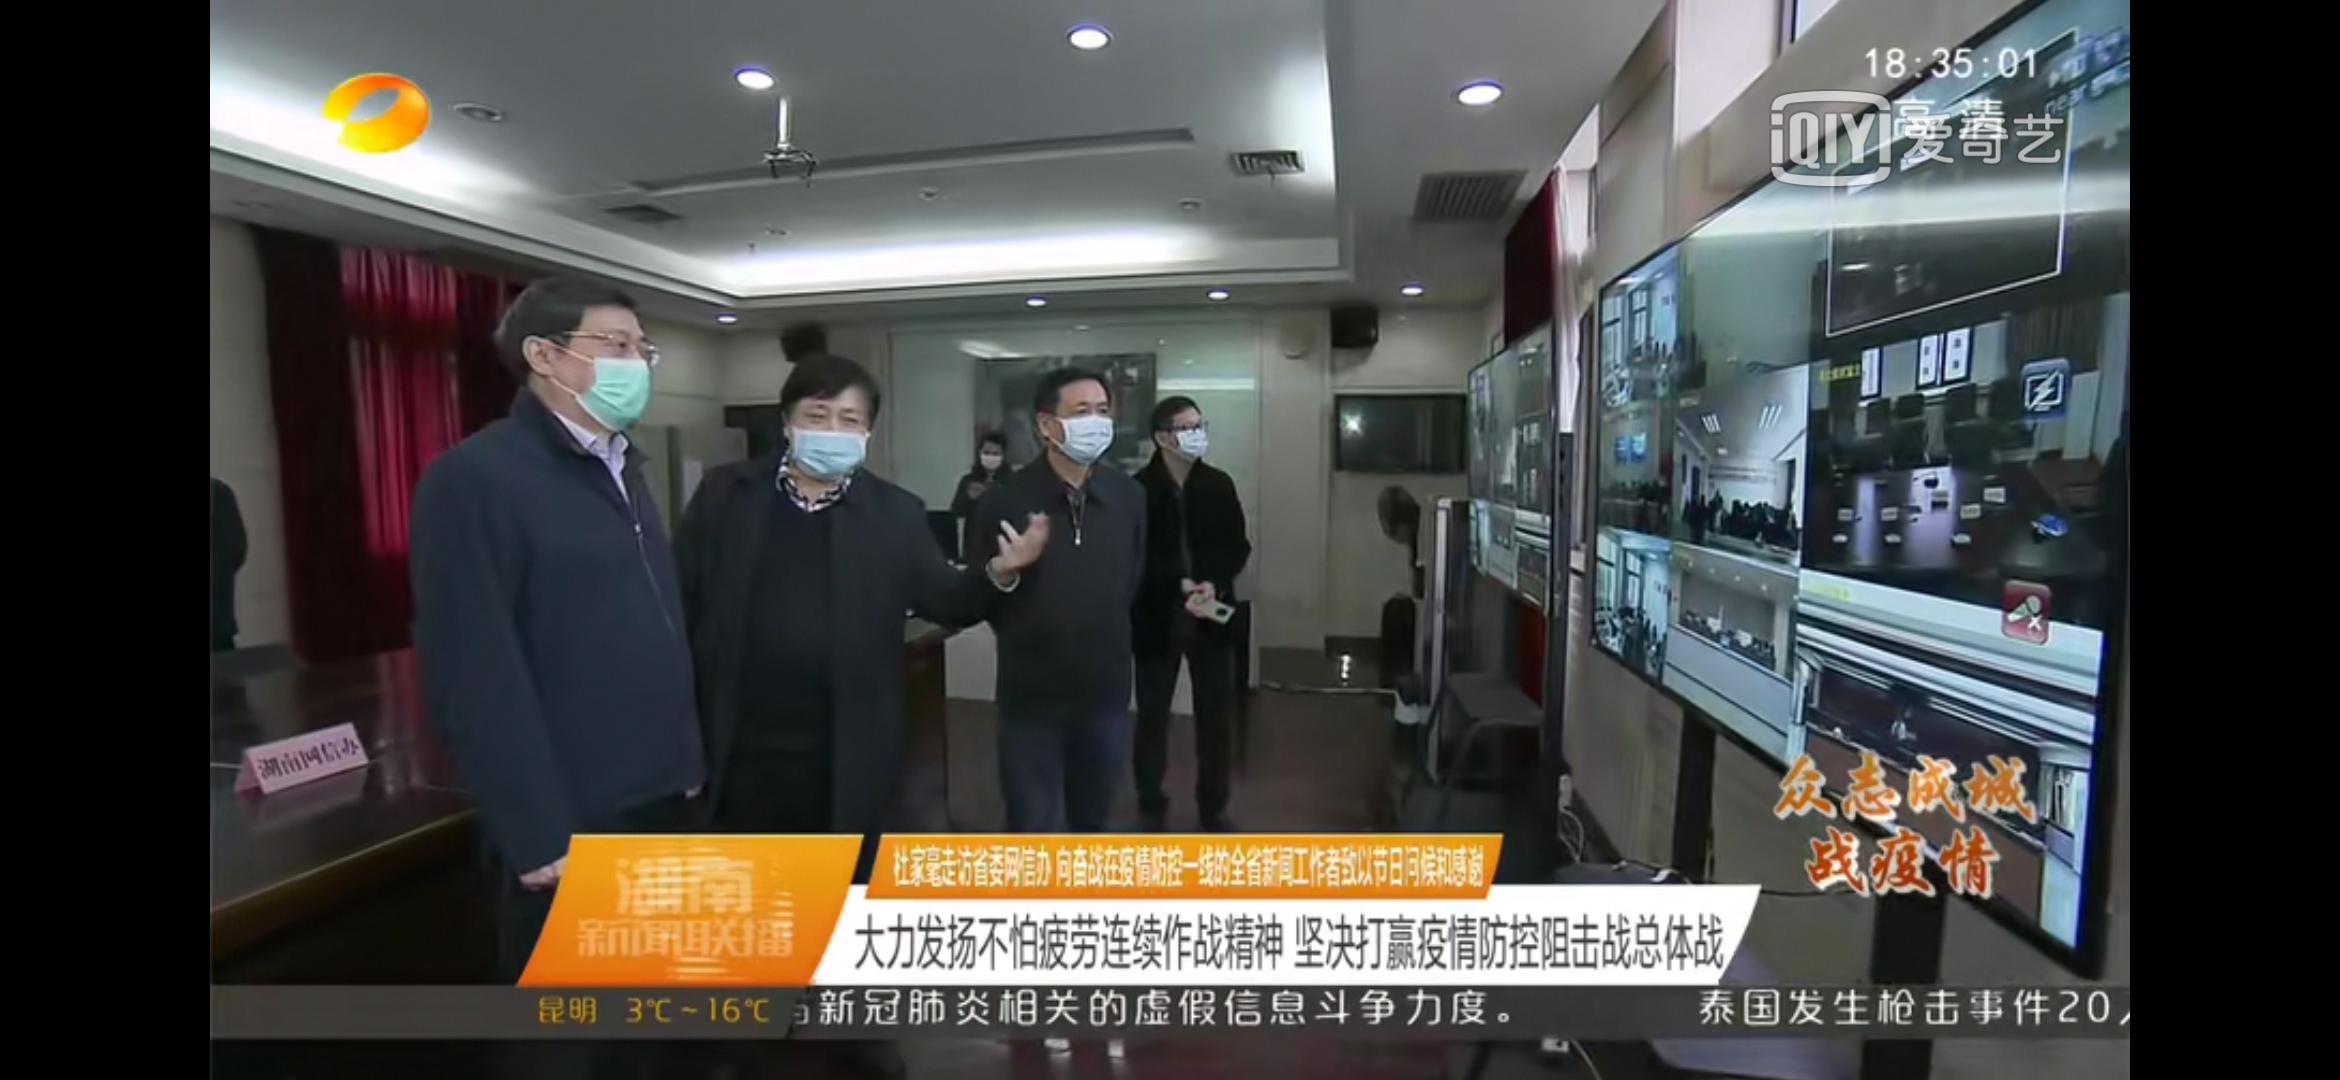 18:35:01
高清
iQIYI 爱奇艺
湖南网信办
众志成城
战疫情
湖南
新闻联播
杜家毫走访省委网信办 向奋战在疫情防控一线的全省新闻工作者致以节日问候和感谢
大力发扬不怕疲劳连续作战精神 坚决打赢疫情防控阻击战总体战
昆明 3℃~16℃
新冠肺炎相关的虚假信息斗争力度。 泰国发生枪击事件20